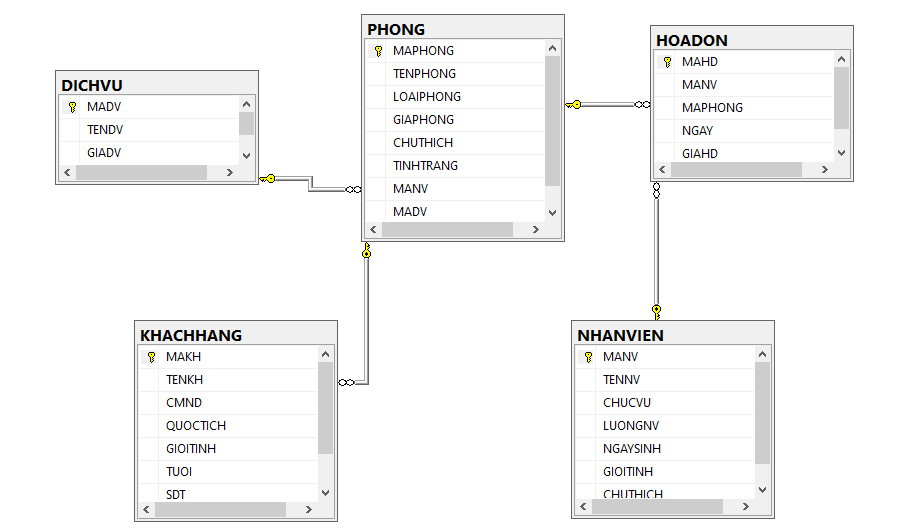 DICHVU
MADV
TENDV
GIADV
PHONG
MAPHONG
TENPHONG
LOAIPHONG
GIAPHONG
CHUTHICH
TINHTRANG
MANV
MADV
HOADON
MAHD
MANV
MAPHONG
NGAY
GIAHD
KHACHHANG
MAKH
TENKH
CMND
QUOCTICH
GIOITINH
TUOI
SDT
NHANVIEN
MANV
TENNV
CHUCVU
LUONGNV
NGAYSINH
GIOITINH
CHUTHICH